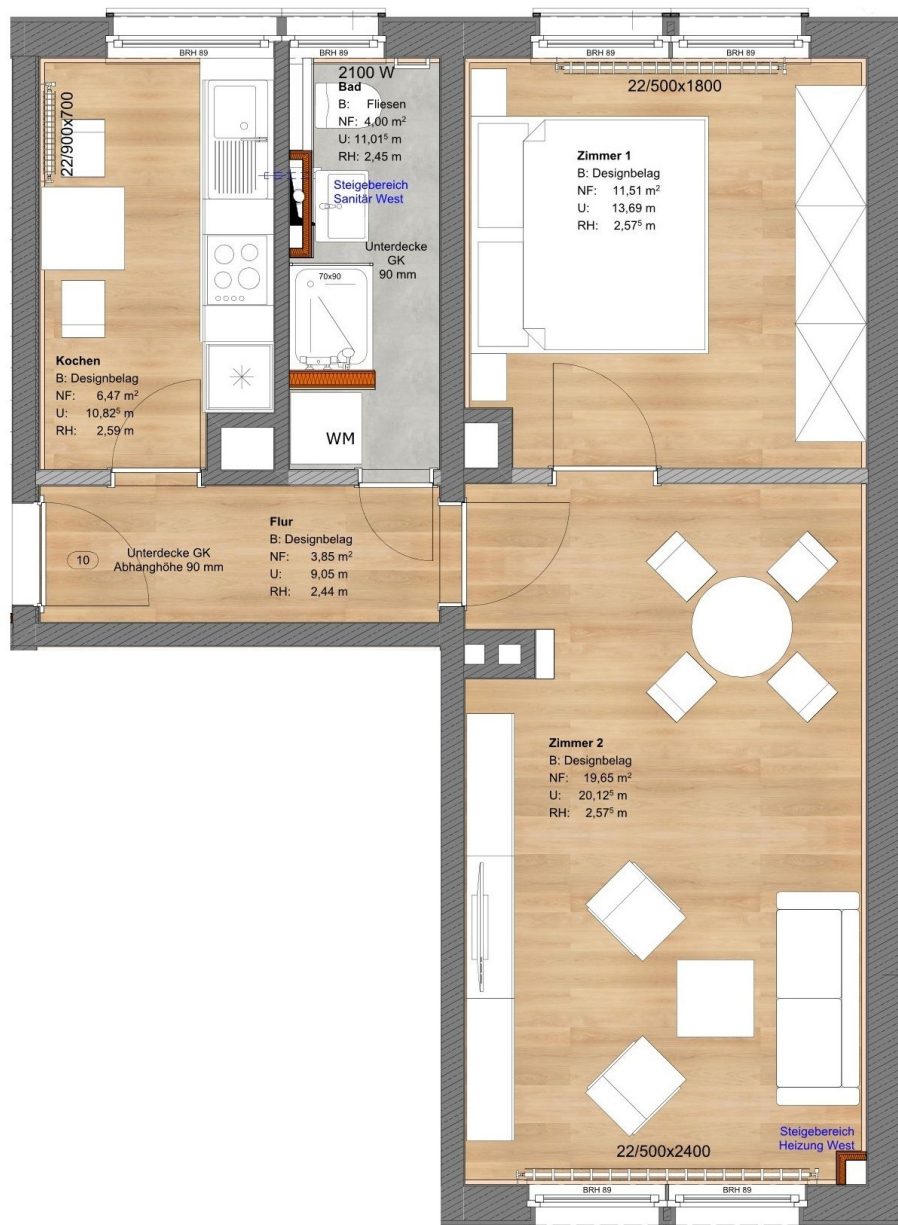 BRH 89
BRH 89
BRH 89
BRH 89
22/900x700
2100 W
Bad
B: Fliesen
NF: 4,00 m²
U: 11,01⁵ m
RH: 2,45 m
Steigebereich
Sanitär West
Unterdecke
GK
90 mm
70x90
WM
22/500x1800
Zimmer 1
B: Designbelag
NF: 11,51 m²
U: 13,69 m
RH: 2,57⁵ m
Kochen
B: Designbelag
NF: 6,47 m²
U: 10,82⁵ m
RH: 2,59 m
10
Unterdecke GK
Abhanghöhe 90 mm
Flur
B: Designbelag
NF: 3,85 m²
U: 9,05 m
RH: 2,44 m
Zimmer 2
B: Designbelag
NF: 19,65 m²
U: 20,12⁵ m
RH: 2,57⁵ m
Steigebereich
Heizung West
22/500x2400
BRH 89
BRH 89